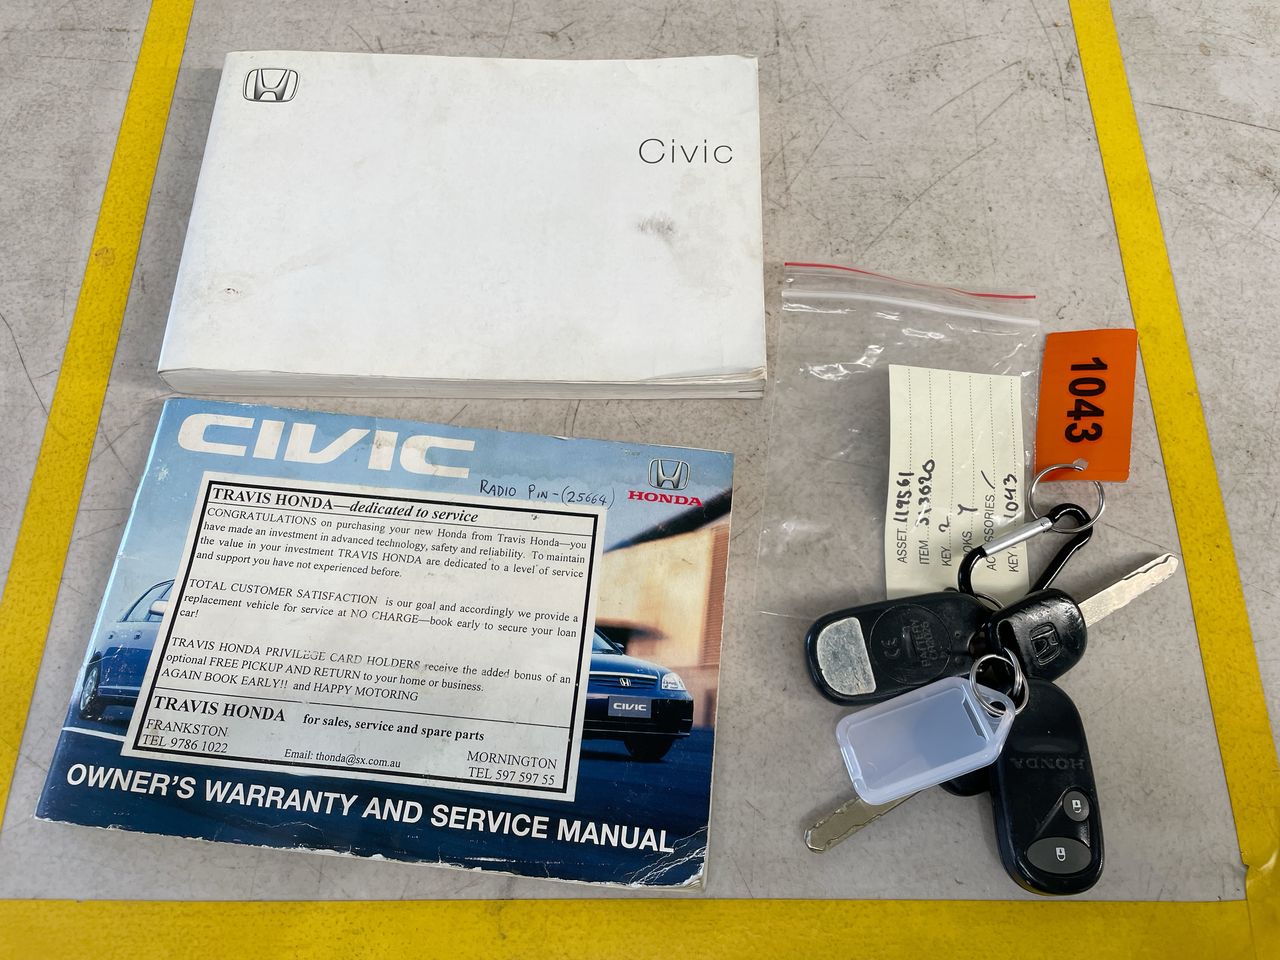 Civic
CIVIC
RADIO PIN-(25664)
HONDA
TRAVIS HONDA—dedicated to service
CONGRATULATIONS on purchasing your new Honda from Travis Honda—you
have made an investment in advanced technology, safety and reliability. To maintain
the value in your investment TRAVIS HONDA are dedicated to a level of service
and support you have not experienced before.
TOTAL CUSTOMER SATISFACTION is our goal and accordingly we provide a
replacement vehicle for service at NO CHARGE—book early to secure your loan
car!
TRAVIS HONDA PRIVILEGE CARD HOLDERS receive the added bonus of an
optional FREE PICKUP AND RETURN to your home or business.
AGAIN BOOK EARLY!! and HAPPY MOTORING
TRAVIS HONDA for sales, service and spare parts
FRANKSTON
TEL 9786 1022
Email: thonda@sx.com.au
MORNINGTON
TEL 597 597 55
CIVIC
OWNER'S WARRANTY AND SERVICE MANUAL
1043
ASSET 119561
ITEM
KEY 2
Y
KEY 1043
HONDA